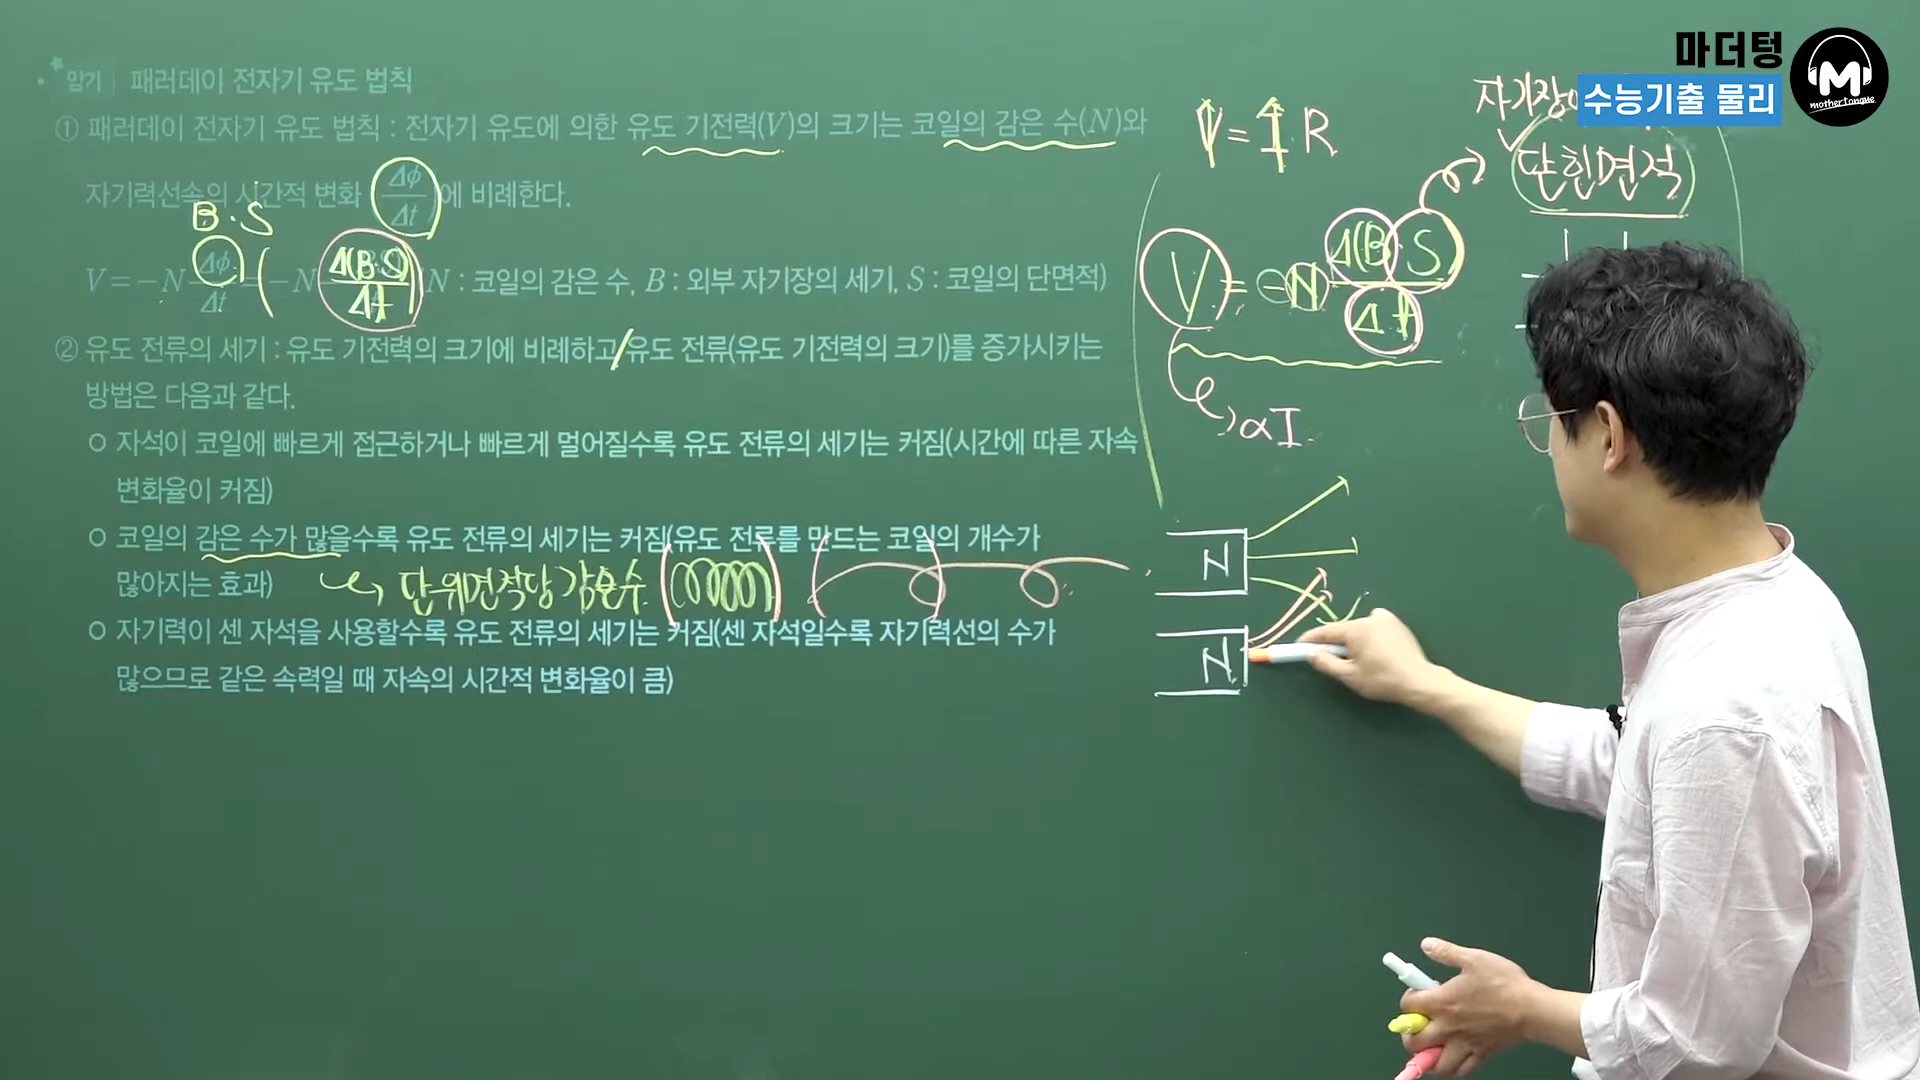 마더텅
수능기출 물리
mothertongue
암기 패러데이 전자기 유도 법칙
① 패러데이 전자기 유도 법칙 : 전자기 유도에 의한 유도 기전력(V)의 크기는 코일의 감은 수(N)와
자기력선속의 시간적 변화 Δφ/Δt에 비례한다.
B·S
V = -N Δφ/Δt ( -N Δ(B·S)/Δt N : 코일의 감은 수, B : 외부 자기장의 세기, S : 코일의 단면적)
② 유도 전류의 세기 : 유도 기전력의 크기에 비례하고/유도 전류(유도 기전력의 크기)를 증가시키는
방법은 다음과 같다.
○ 자석이 코일에 빠르게 접근하거나 빠르게 멀어질수록 유도 전류의 세기는 커짐(시간에 따른 자속
변화율이 커짐)
○ 코일의 감은 수가 많을수록 유도 전류의 세기는 커짐(유도 전류를 만드는 코일의 개수가
많아지는 효과)
단위면적당 감은수
○ 자기력이 센 자석을 사용할수록 유도 전류의 세기는 커짐(센 자석일수록 자기력선의 수가
많으므로 같은 속력일 때 자속의 시간적 변화율이 큼)
V = I R
자기장
단힌면적
V = -N Δ(B·S)/Δt
αI
N
N